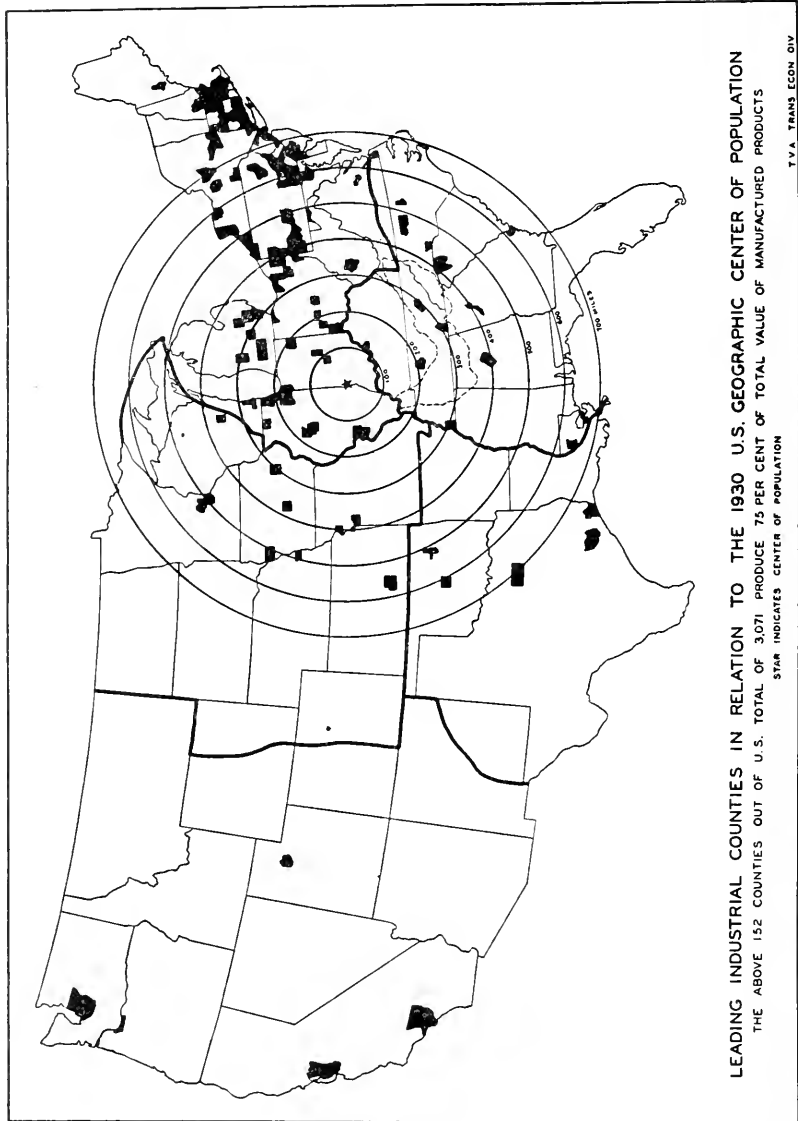 100
200
300
400
500
600
700 MILES
LEADING INDUSTRIAL COUNTIES IN RELATION TO THE 1930 U.S. GEOGRAPHIC CENTER OF POPULATION
THE ABOVE 152 COUNTIES OUT OF U.S. TOTAL OF 3,071 PRODUCE 75 PER CENT OF TOTAL VALUE OF MANUFACTURED PRODUCTS
STAR INDICATES CENTER OF POPULATION
T V A TRANS ECON DIV